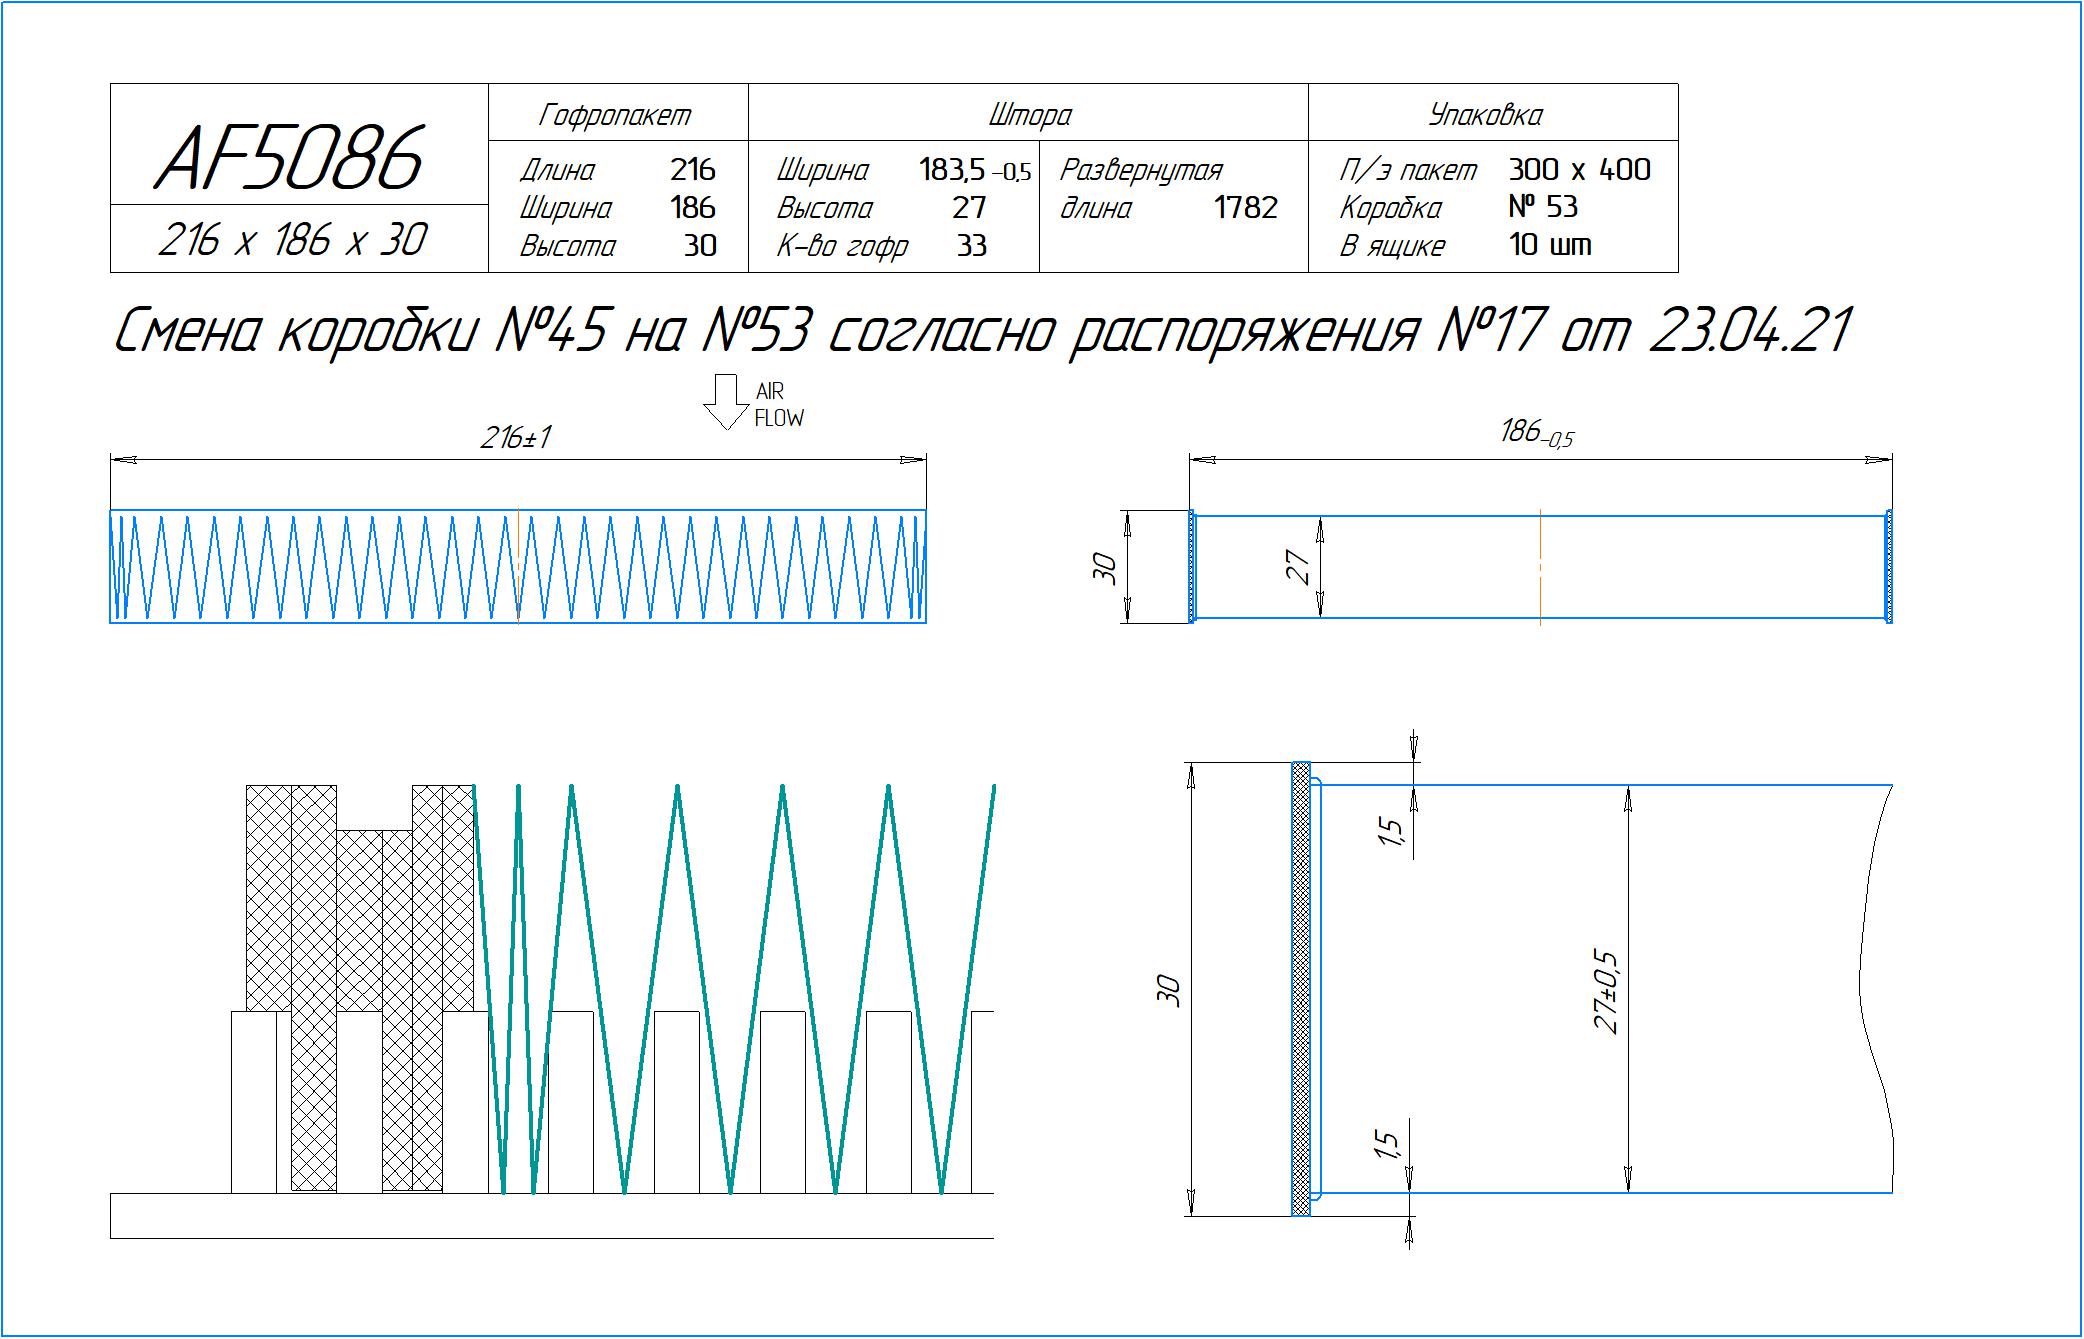 AF5086
216 x 186 x 30
Гофропакет
Длина 216
Ширина 186
Высота 30
Штора
Ширина 183,5 -0,5
Высота 27
К-во гофр 33
Развернутая
длина 1782
Упаковка
П/э пакет 300 x 400
Коробка № 53
В ящике 10 шт
Смена коробки №45 на №53 согласно распоряжения №17 от 23.04.21
AIR
FLOW
216±1
186-0,5
30
27
30
1,5
27±0,5
1,5